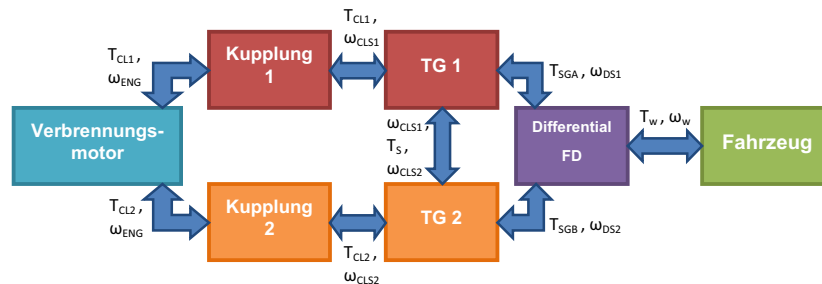 T_CL1 ,
ω_CLS1
T_CL1 ,
ω_ENG
Kupplung
1
TG 1
T_SGA , ω_DS1
Verbrennungs-
motor
ω_CLS1,
T_S ,
ω_CLS2
Differential
FD
T_w , ω_w
Fahrzeug
T_CL2 ,
ω_ENG
Kupplung
2
TG 2
T_SGB , ω_DS2
T_CL2 ,
ω_CLS2